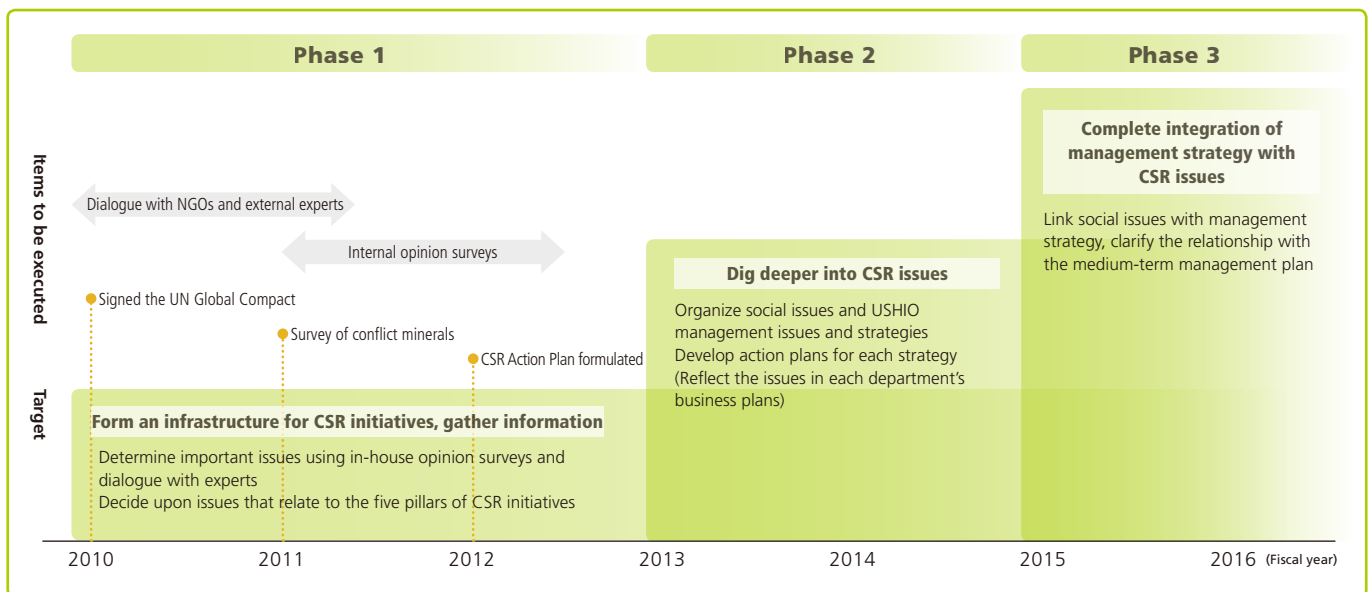 Phase 1
Phase 2
Phase 3
Items to be executed
Target
Dialogue with NGOs and external experts
Internal opinion surveys
Signed the UN Global Compact
Survey of conflict minerals
CSR Action Plan formulated
Form an infrastructure for CSR initiatives, gather information
Determine important issues using in-house opinion surveys and
dialogue with experts
Decide upon issues that relate to the five pillars of CSR initiatives
Dig deeper into CSR issues
Organize social issues and USHIO
management issues and strategies
Develop action plans for each strategy
(Reflect the issues in each department's
business plans)
Complete integration of
management strategy with
CSR issues
Link social issues with management
strategy, clarify the relationship with
the medium-term management plan
2010
2011
2012
2013
2014
2015
2016
(Fiscal year)